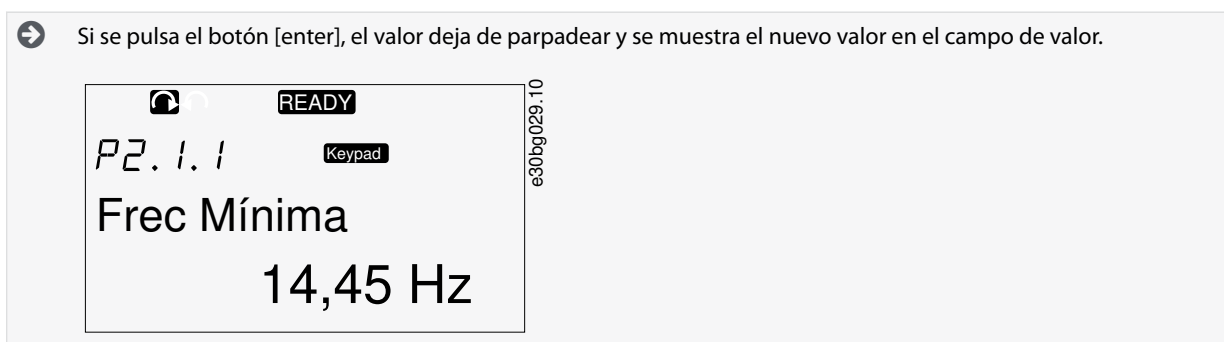 Si se pulsa el botón [enter], el valor deja de parpadear y se muestra el nuevo valor en el campo de valor.
READY
P2.1.1
Keypad
Frec Mínima
14,45 Hz
e30bg029.10